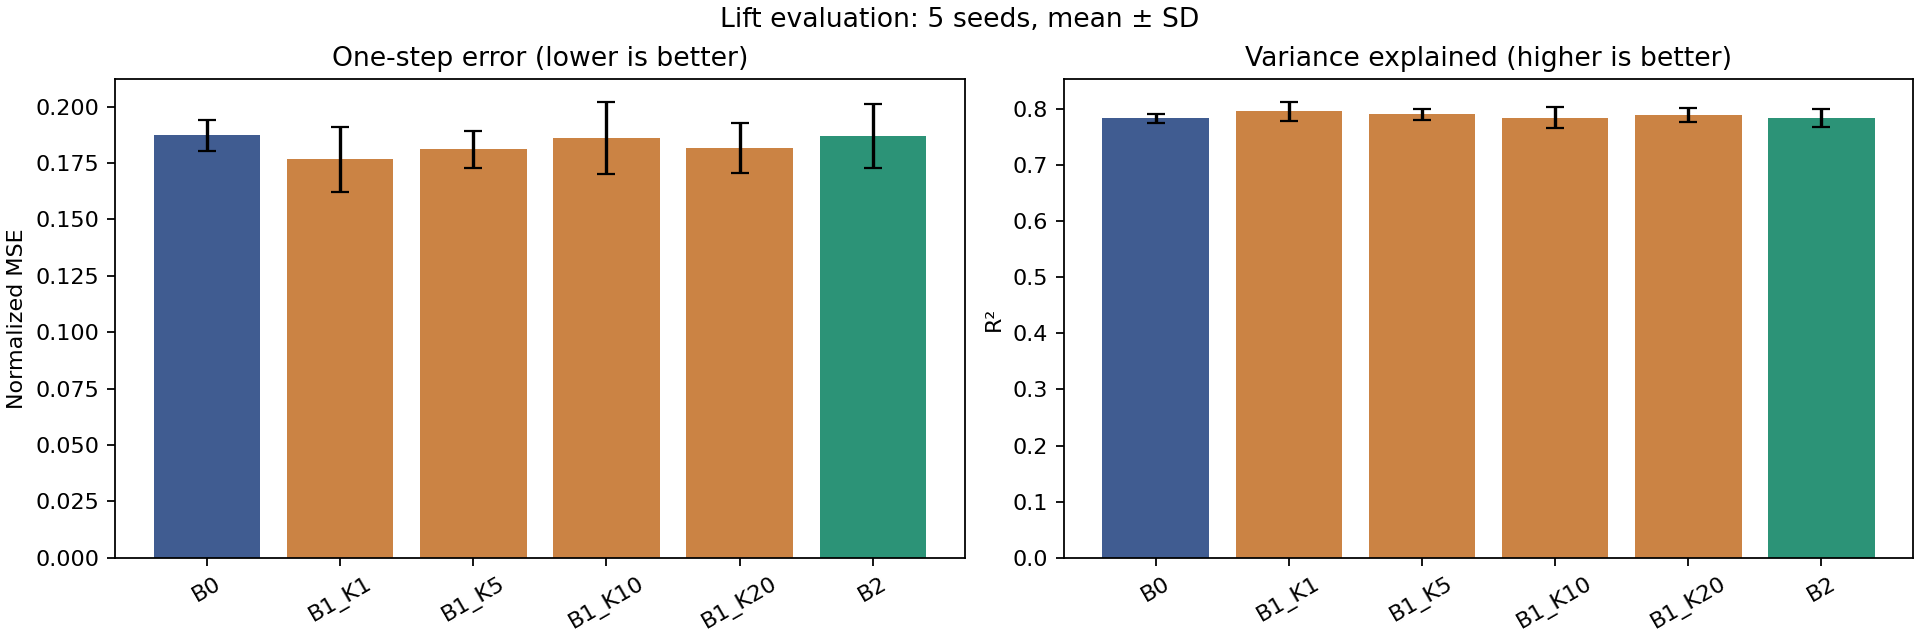 Lift evaluation: 5 seeds, mean ± SD
One-step error (lower is better)
Normalized MSE
0.200
0.175
0.150
0.125
0.100
0.075
0.050
0.025
0.000
B0
B1_K1
B1_K5
B1_K10
B1_K20
B2
Variance explained (higher is better)
R²
0.8
0.7
0.6
0.5
0.4
0.3
0.2
0.1
0.0
B0
B1_K1
B1_K5
B1_K10
B1_K20
B2